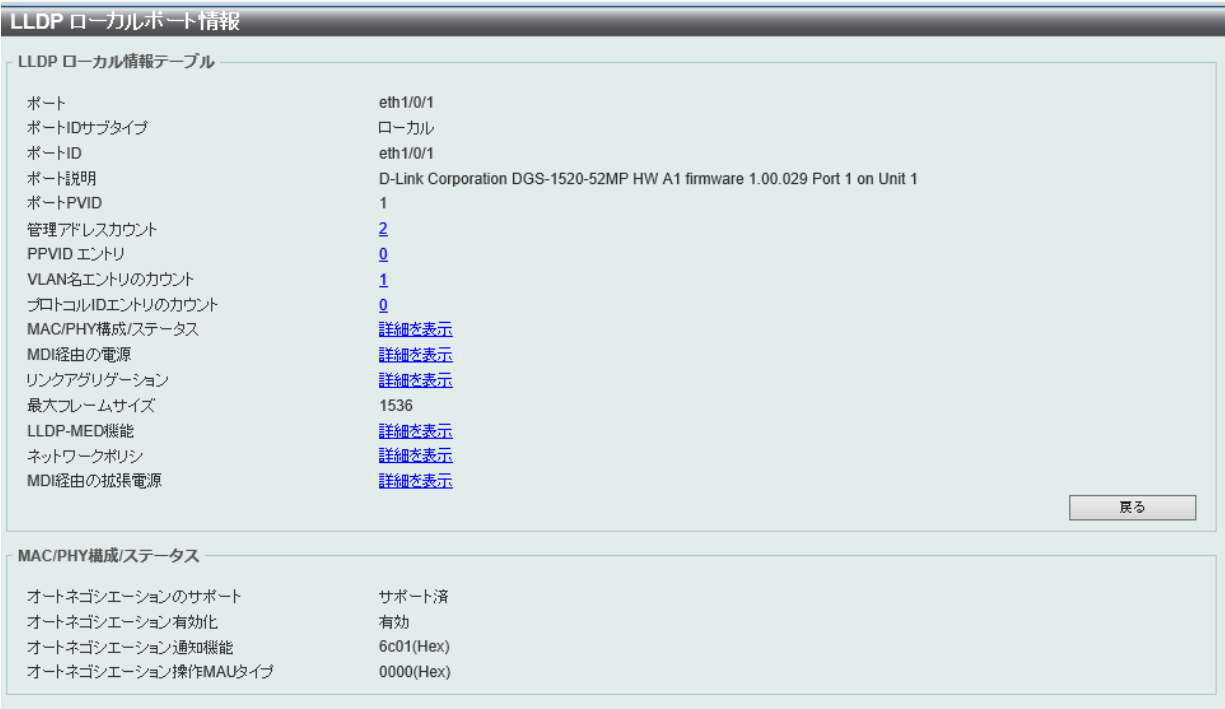 LLDP ローカルポート情報
LLDP ローカル情報テーブル
ポート eth1/0/1
ポートIDサブタイプ ローカル
ポートID eth1/0/1
ポート説明 D-Link Corporation DGS-1520-52MP HW A1 firmware 1.00.029 Port 1 on Unit 1
ポートPVID 1
管理アドレスカウント 2
PPVID エントリ 0
VLAN名エントリのカウント 1
プロトコルIDエントリのカウント 0
MAC/PHY構成/ステータス 詳細を表示
MDI経由の電源 詳細を表示
リンクアグリゲーション 詳細を表示
最大フレームサイズ 1536
LLDP-MED機能 詳細を表示
ネットワークポリシ 詳細を表示
MDI経由の拡張電源 詳細を表示
戻る
MAC/PHY構成/ステータス
オートネゴシエーションのサポート サポート済
オートネゴシエーション有効化 有効
オートネゴシエーション通知機能 6c01(Hex)
オートネゴシエーション操作MAUタイプ 0000(Hex)